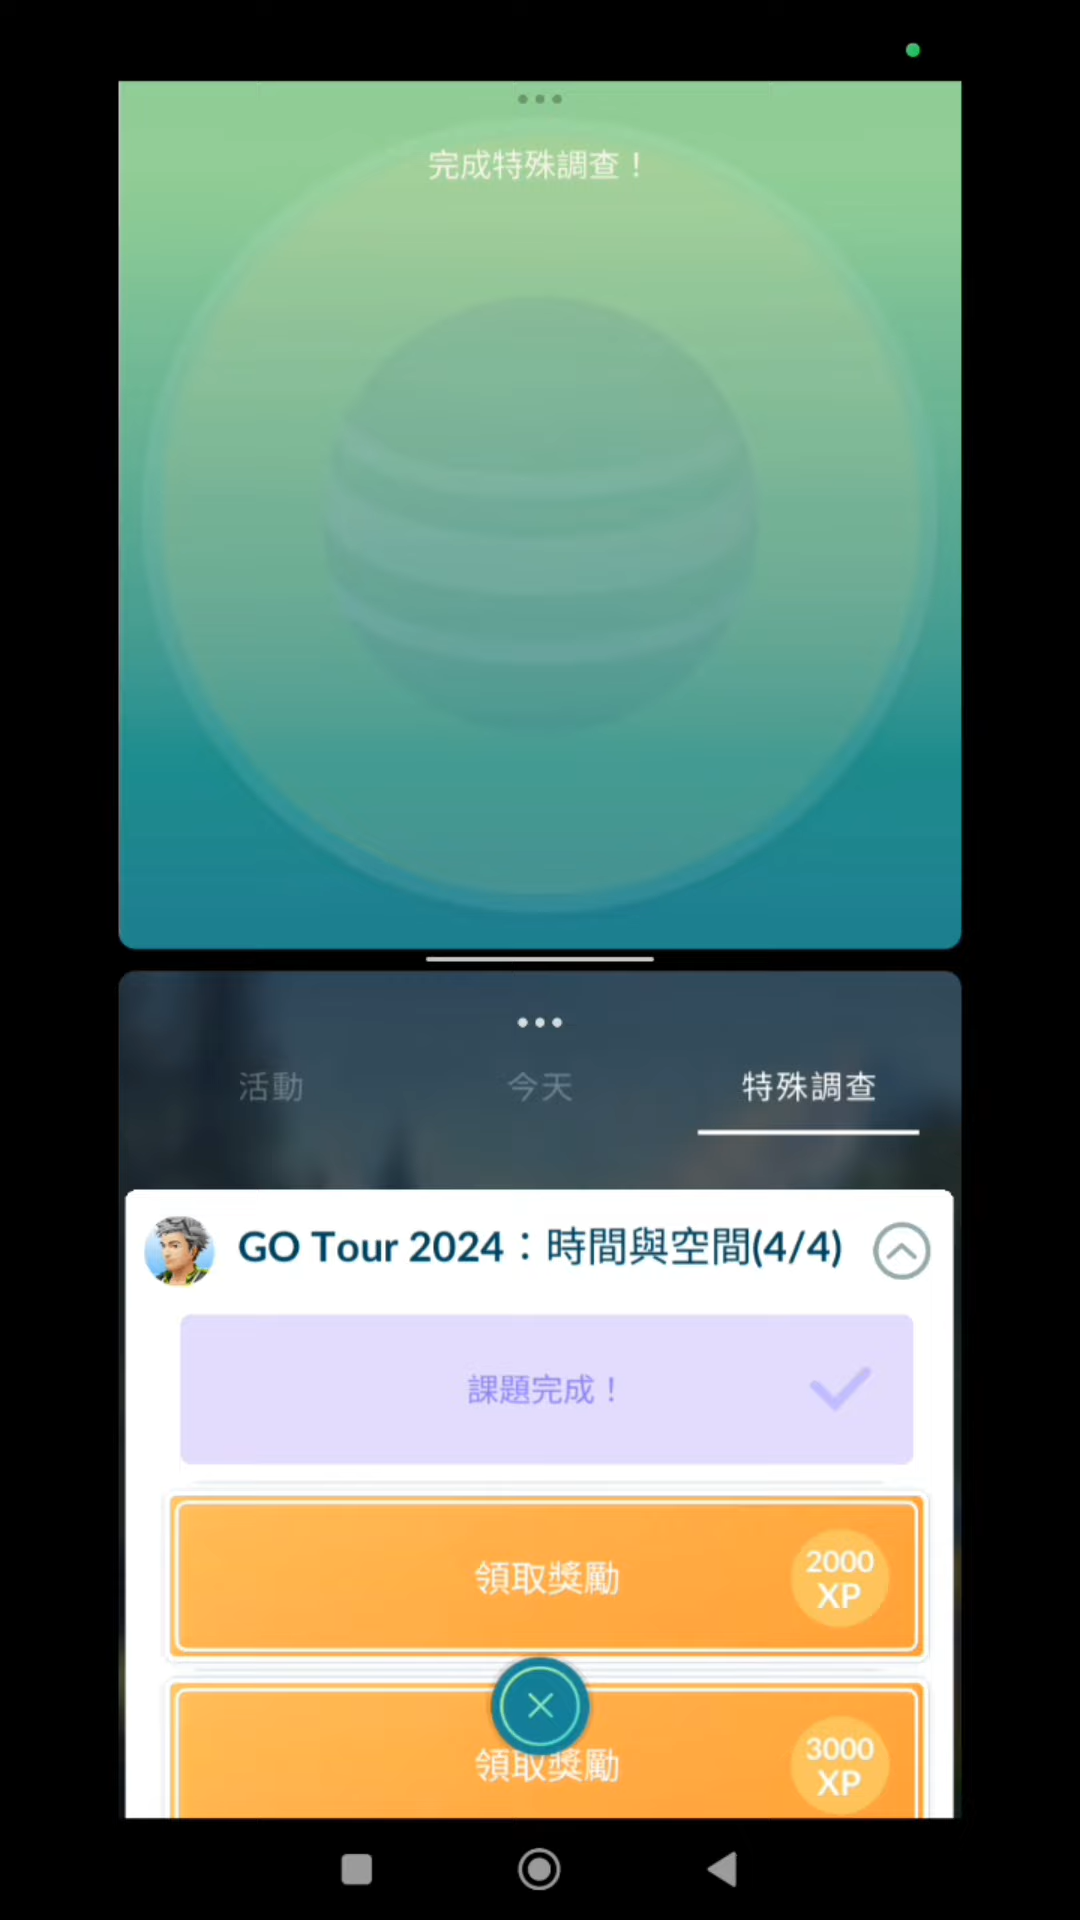 完成特殊調查！
活動
今天
特殊調查
GO Tour 2024：時間與空間(4/4)
課題完成！
領取獎勵
2000
XP
領取獎勵
3000
XP